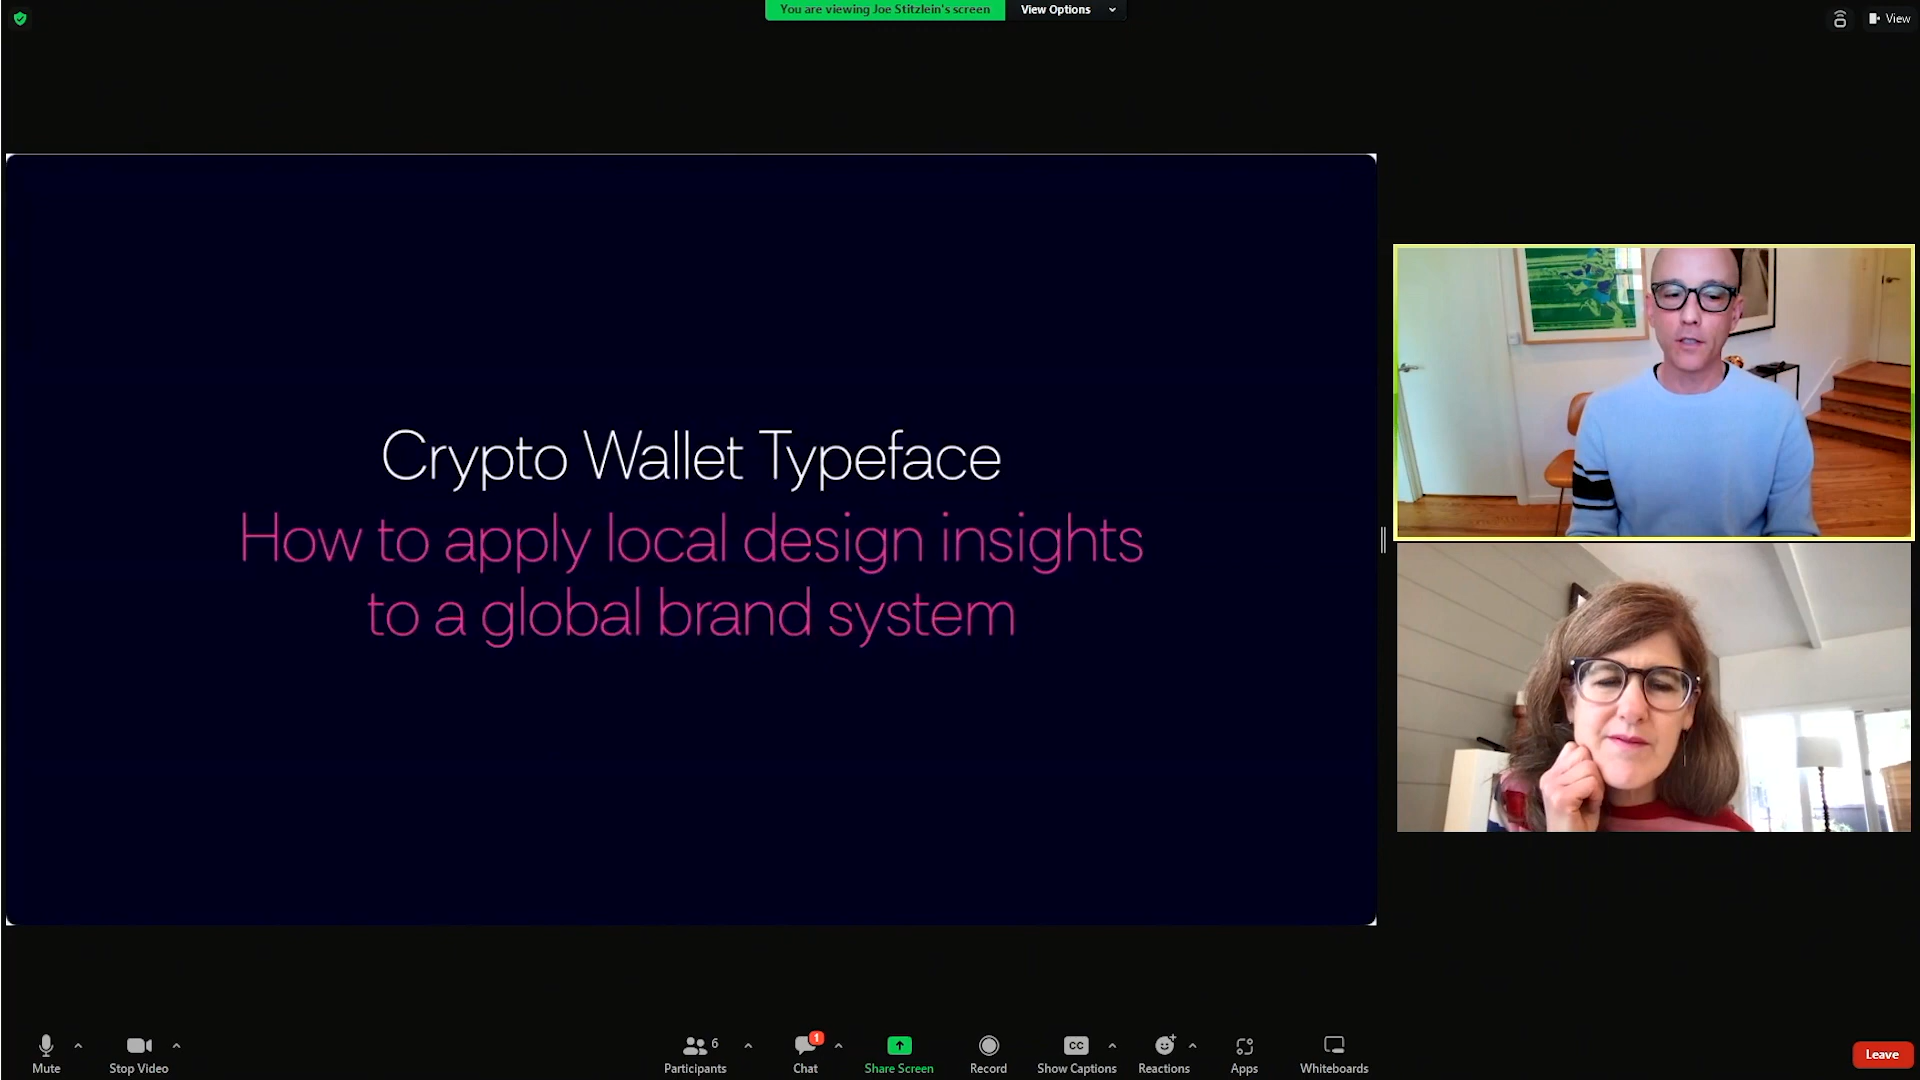 You are viewing Joe Stitzlein's screen
View Options
View
Crypto Wallet Typeface
How to apply local design insights
to a global brand system
Mute
Stop Video
6
Participants
1
Chat
Share Screen
Record
CC
Show Captions
Reactions
Apps
Whiteboards
Leave